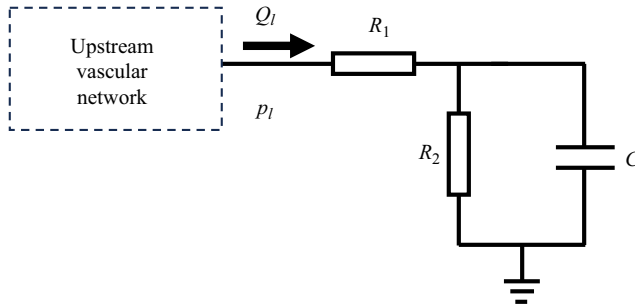 Q_l
R_1
Upstream
vascular
network
p_l
R_2
C